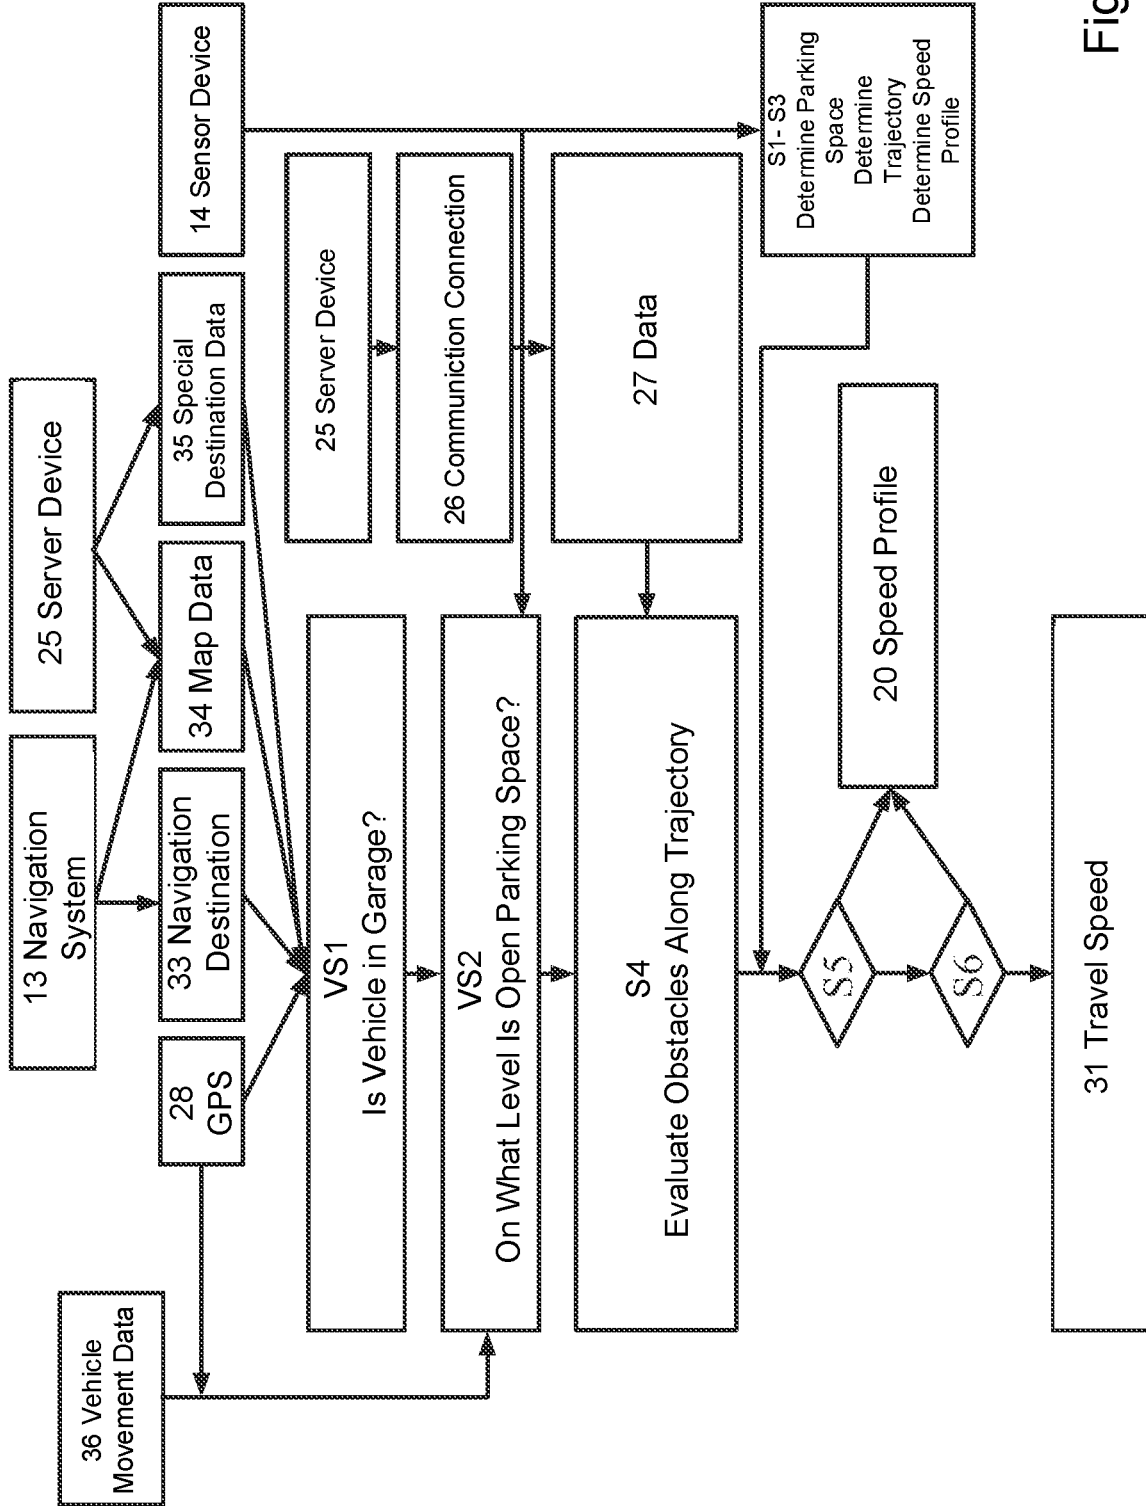 13 Navigation
System
25 Server Device
36 Vehicle
Movement Data
28
GPS
33 Navigation
Destination
34 Map Data
35 Special
Destination Data
14 Sensor Device
VS1
Is Vehicle in Garage?
25 Server Device
VS2
On What Level Is Open Parking Space?
26 Communiction Connection
S4
Evaluate Obstacles Along Trajectory
27 Data
S1- S3
Determine Parking
Space
Determine
Trajectory
Determine Speed
Profile
S5
20 Speed Profile
S6
31 Travel Speed
Fig